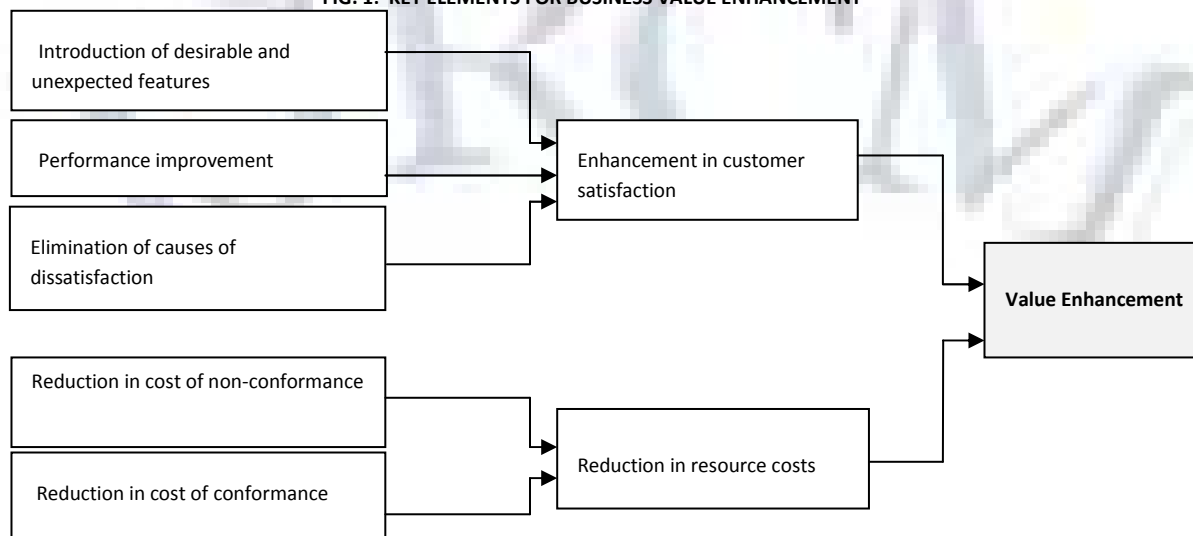 FIG. 1: KEY ELEMENTS FOR BUSINESS VALUE ENHANCEMENT
Introduction of desirable and
unexpected features
Performance improvement
Elimination of causes of
dissatisfaction
Enhancement in customer
satisfaction
Value Enhancement
Reduction in cost of non-conformance
Reduction in cost of conformance
Reduction in resource costs